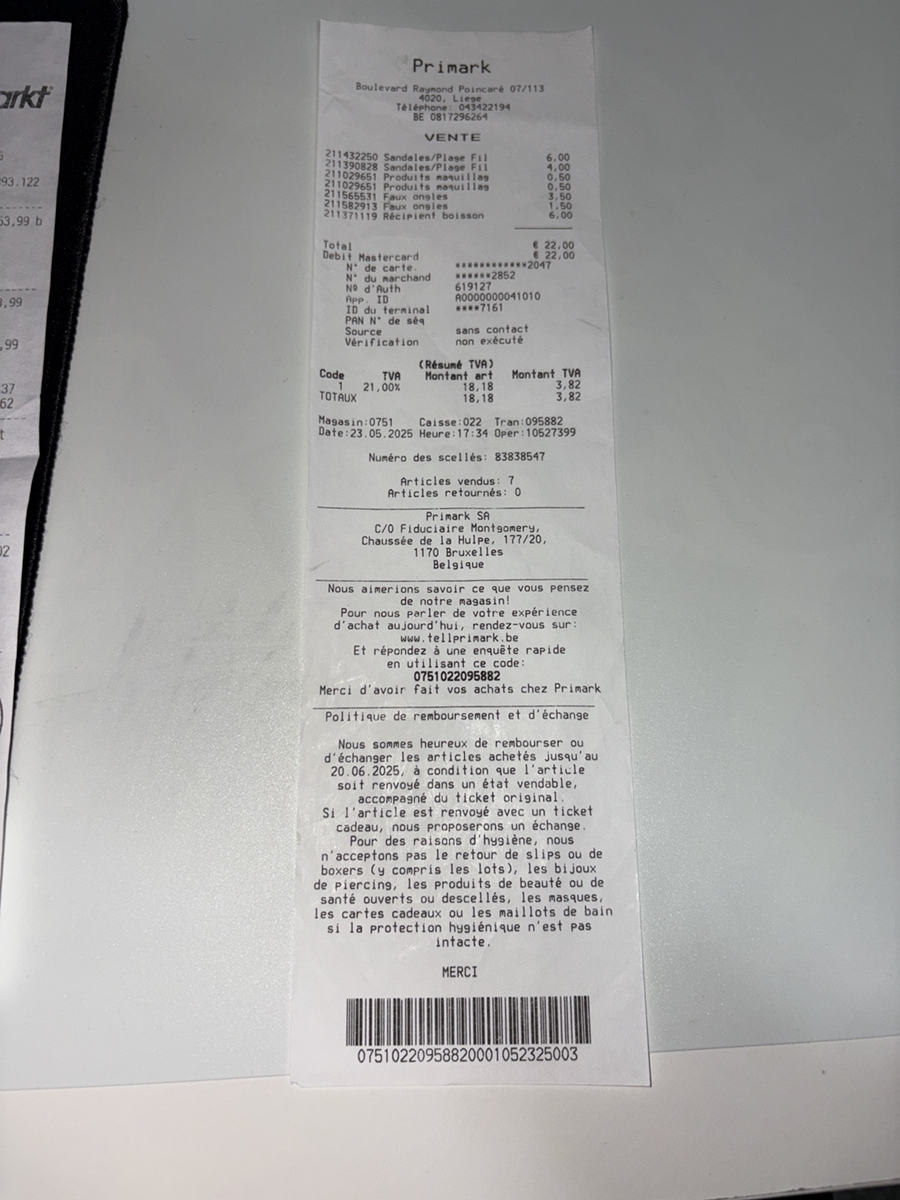 arkt
93.122
53,99 b
,99
,99
37
62
t
02
Primark
Boulevard Raymond Poincaré 07/113
4020, Liege
Téléphone: 043422194
BE 0817296264
VENTE
211432250 Sandales/Plage Fil 6,00
211390828 Sandales/Plage Fil 4,00
211029651 Produits maquillag 0,50
211029651 Produits maquillag 0,50
211565531 Faux ongles 3,50
211582913 Faux ongles 1,50
211371119 Récipient boisson 6,00
Total € 22,00
Debit Mastercard € 22,00
N° de carte. ************2047
N° du marchand ******2852
Nº d'Auth 619127
App. ID A0000000041010
ID du terminal ****7161
PAN N° de séq
Source sans contact
Vérification non exécuté
(Résumé TVA)
Code TVA Montant art Montant TVA
1 21,00% 18,18 3,82
TOTAUX 18,18 3,82
Magasin:0751 Caisse:022 Tran:095882
Date:23.05.2025 Heure:17:34 Oper:10527399
Numéro des scellés: 83838547
Articles vendus: 7
Articles retournés: 0
Primark SA
C/O Fiduciaire Montgomery,
Chaussée de la Hulpe, 177/20,
1170 Bruxelles
Belgique
Nous aimerions savoir ce que vous pensez
de notre magasin!
Pour nous parler de votre expérience
d'achat aujourd'hui, rendez-vous sur:
www.tellprimark.be
Et répondez à une enquête rapide
en utilisant ce code:
0751022095882
Merci d'avoir fait vos achats chez Primark
Politique de remboursement et d'échange
Nous sommes heureux de rembourser ou
d'échanger les articles achetés jusqu'au
20.06.2025, à condition que l'article
soit renvoyé dans un état vendable,
accompagné du ticket original.
Si l'article est renvoyé avec un ticket
cadeau, nous proposerons un échange.
Pour des raisons d'hygiène, nous
n'acceptons pas le retour de slips ou de
boxers (y compris les lots), les bijoux
de piercing, les produits de beauté ou de
santé ouverts ou descellés, les masques,
les cartes cadeaux ou les maillots de bain
si la protection hygiénique n'est pas
intacte.
MERCI
07510220958820001052325003